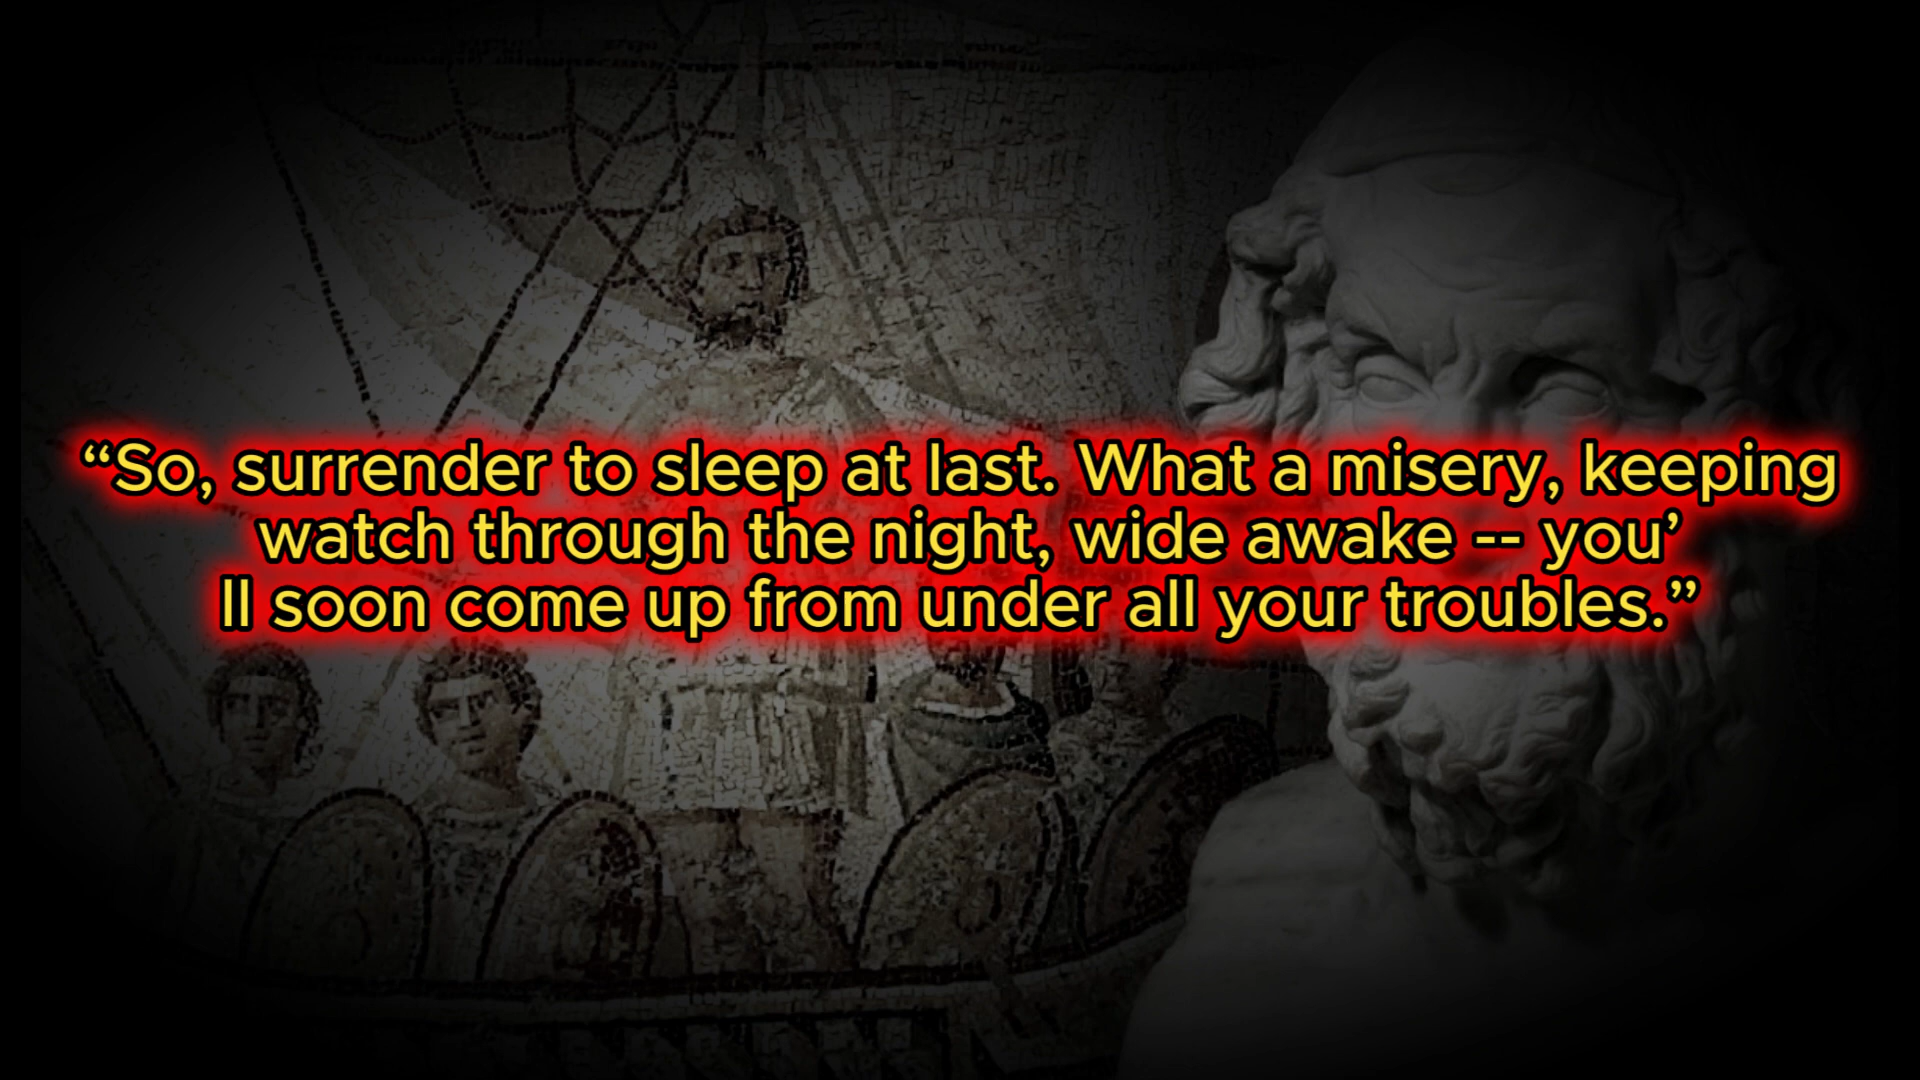 “So, surrender to sleep at last. What a misery, keeping
watch through the night, wide awake -- you’
ll soon come up from under all your troubles.”